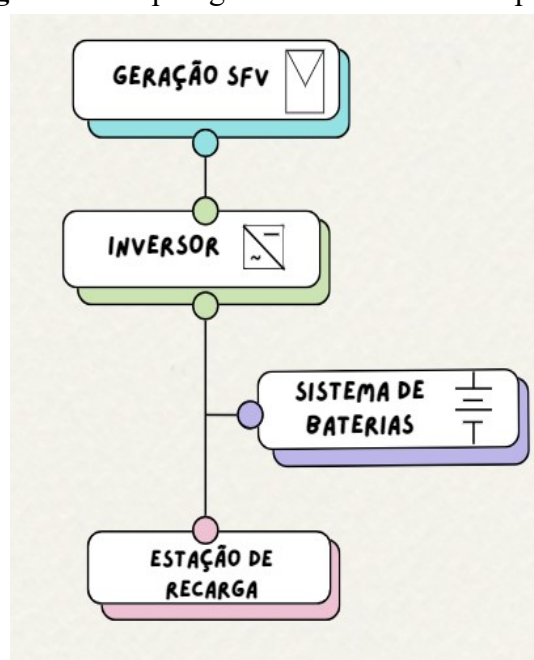 GERAÇÃO SFV
INVERSOR
SISTEMA DE
BATERIAS
ESTAÇÃO DE
RECARGA